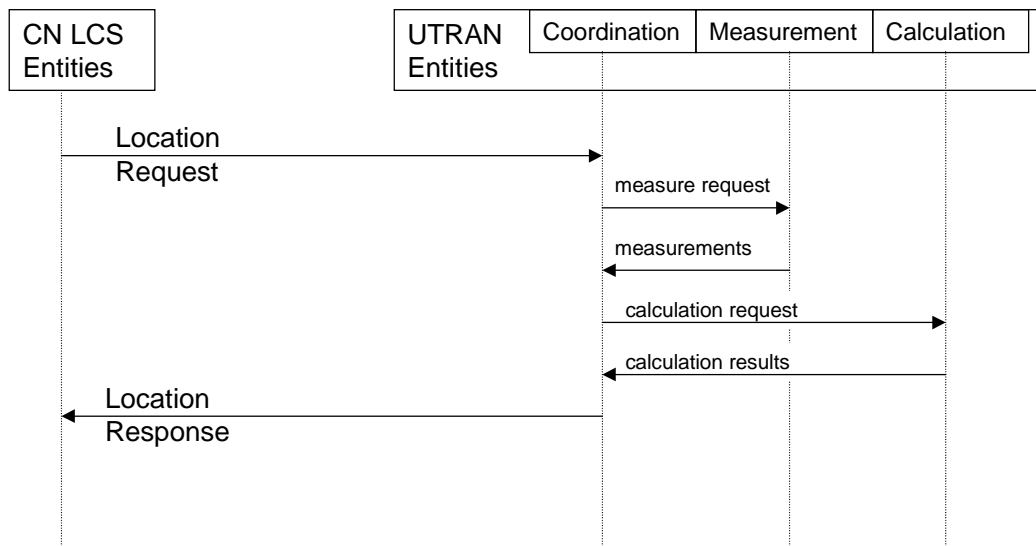 CN LCS
Entities
UTRAN
Entities
Coordination
Measurement
Calculation
Location
Request
measure request
measurements
calculation request
calculation results
Location
Response